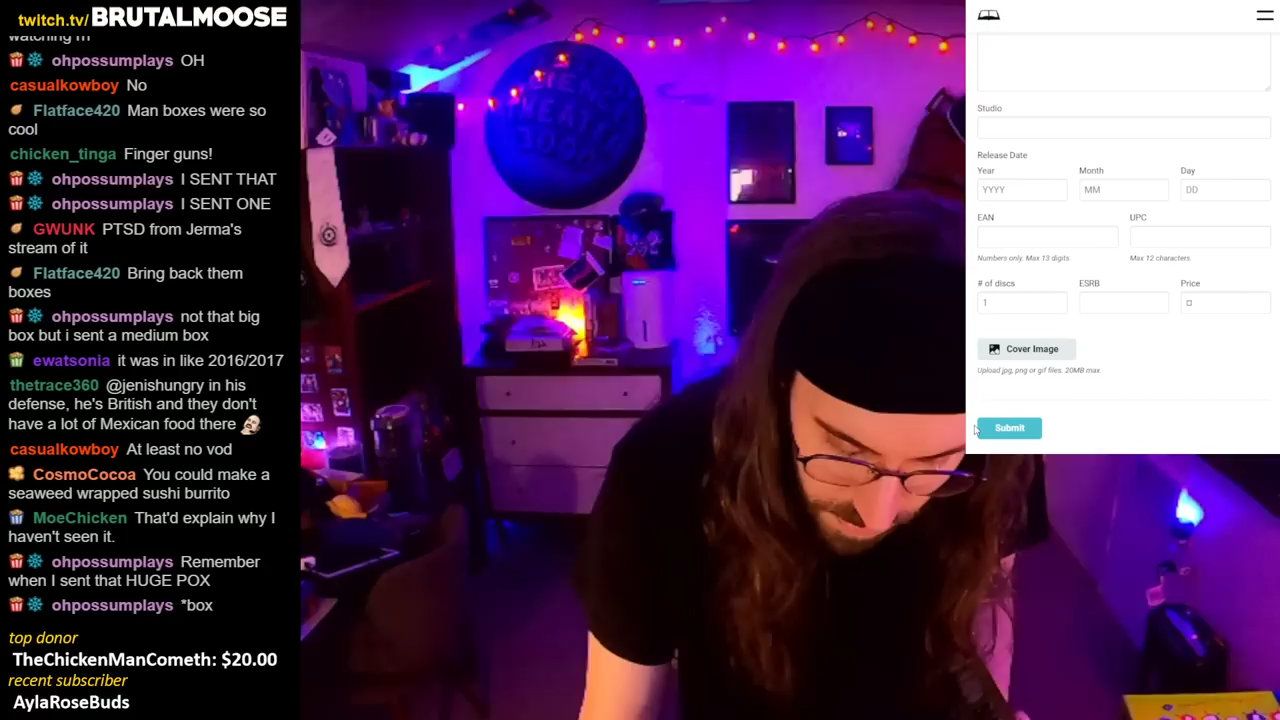 twitch.tv/BRUTALMOOSE
watching m
ohpossumplays OH
casualkowboy No
Flatface420 Man boxes were so
cool
chicken_tinga Finger guns!
ohpossumplays I SENT THAT
ohpossumplays I SENT ONE
GWUNK PTSD from Jerma's
stream of it
Flatface420 Bring back them
boxes
ohpossumplays not that big
box but i sent a medium box
ewatsonia it was in like 2016/2017
thetrace360 @jenishungry in his
defense, he's British and they don't
have a lot of Mexican food there
casualkowboy At least no vod
CosmoCocoa You could make a
seaweed wrapped sushi burrito
MoeChicken That'd explain why I
haven't seen it.
ohpossumplays Remember
when I sent that HUGE POX
ohpossumplays *box
top donor
TheChickenManCometh: $20.00
recent subscriber
AylaRoseBuds
Studio
Release Date
Year Month Day
YYYY MM DD
EAN UPC
Numbers only. Max 13 digits Max 12 characters.
# of discs ESRB Price
1 ¤
Cover Image
Upload jpg, png or gif files. 20MB max
Submit